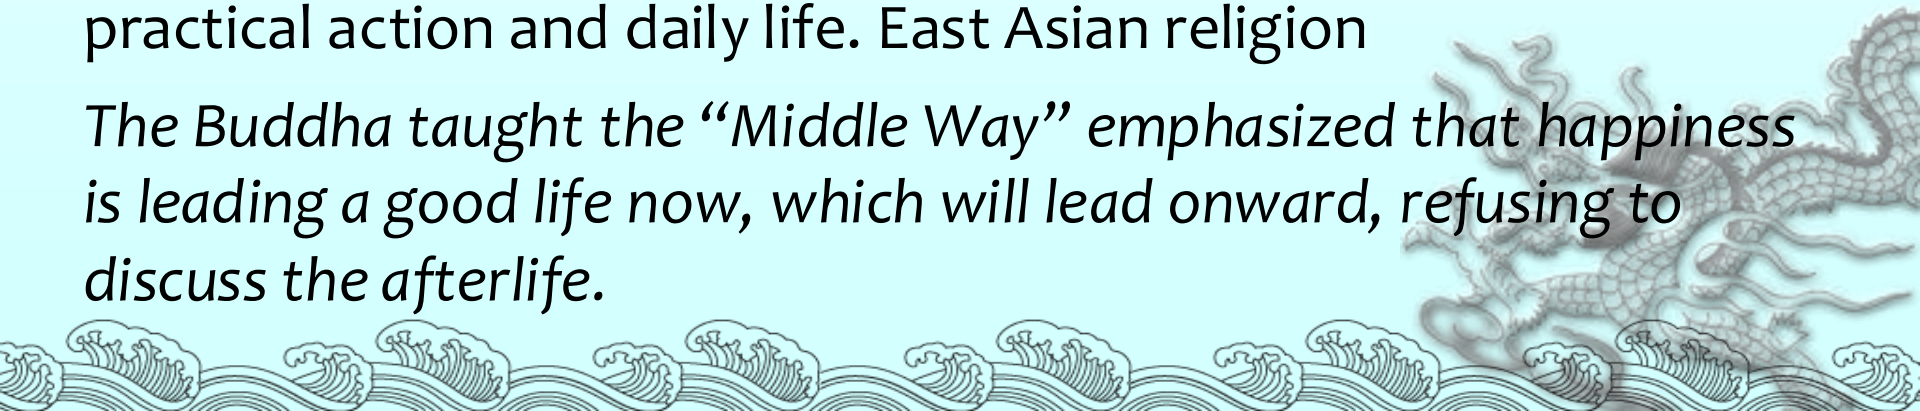 practical action and daily life. East Asian religion
The Buddha taught the “Middle Way” emphasized that happiness
is leading a good life now, which will lead onward, refusing to
discuss the afterlife.